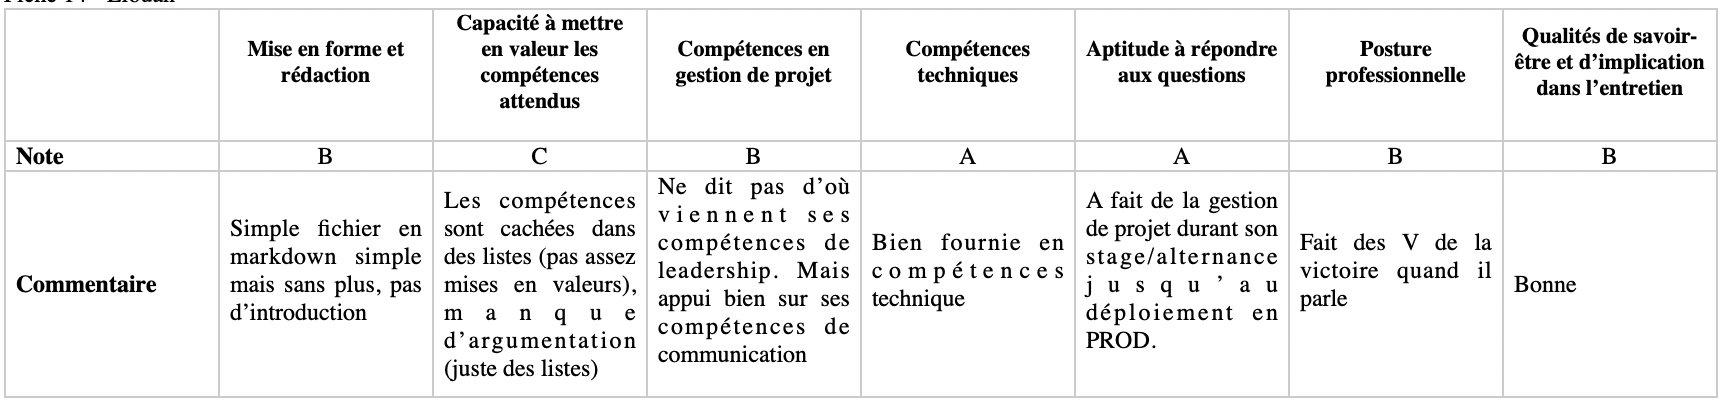 Mise en forme et
rédaction
Capacité à mettre
en valeur les
compétences
attendus
Compétences en
gestion de projet
Compétences
techniques
Aptitude à répondre
aux questions
Posture
professionnelle
Qualités de savoir-
être et d’implication
dans l’entretien
Note
B
C
B
A
A
B
B
Commentaire
Simple fichier en
markdown simple
mais sans plus, pas
d’introduction
Les compétences
sont cachées dans
des listes (pas assez
mises en valeurs),
manque
d’argumentation
(juste des listes)
Ne dit pas d’où
viennent ses
compétences de
leadership. Mais
appui bien sur ses
compétences de
communication
Bien fournie en
compétences
technique
A fait de la gestion
de projet durant son
stage/alternance
jusqu’au
déploiement en
PROD.
Fait des V de la
victoire quand il
parle
Bonne